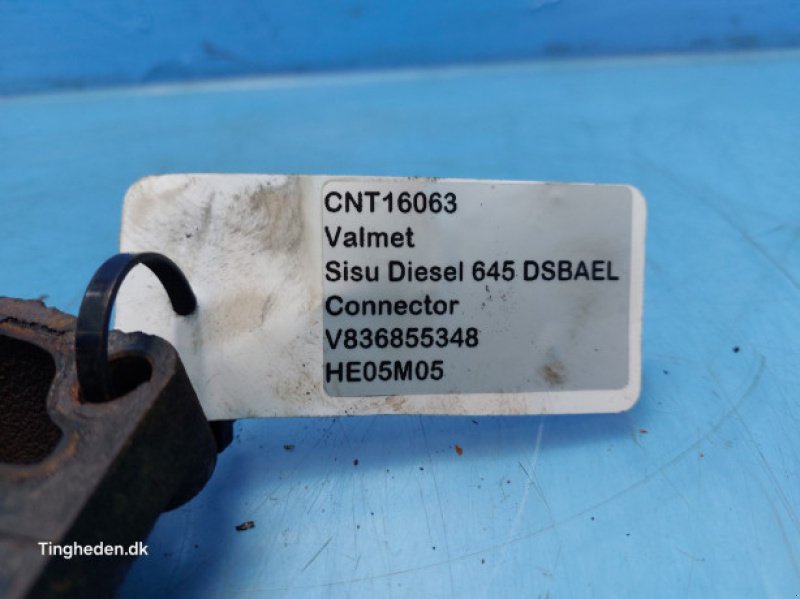 CNT16063
Valmet
Sisu Diesel 645 DSBAEL
Connector
V836855348
HE05M05
Tingheden.dk